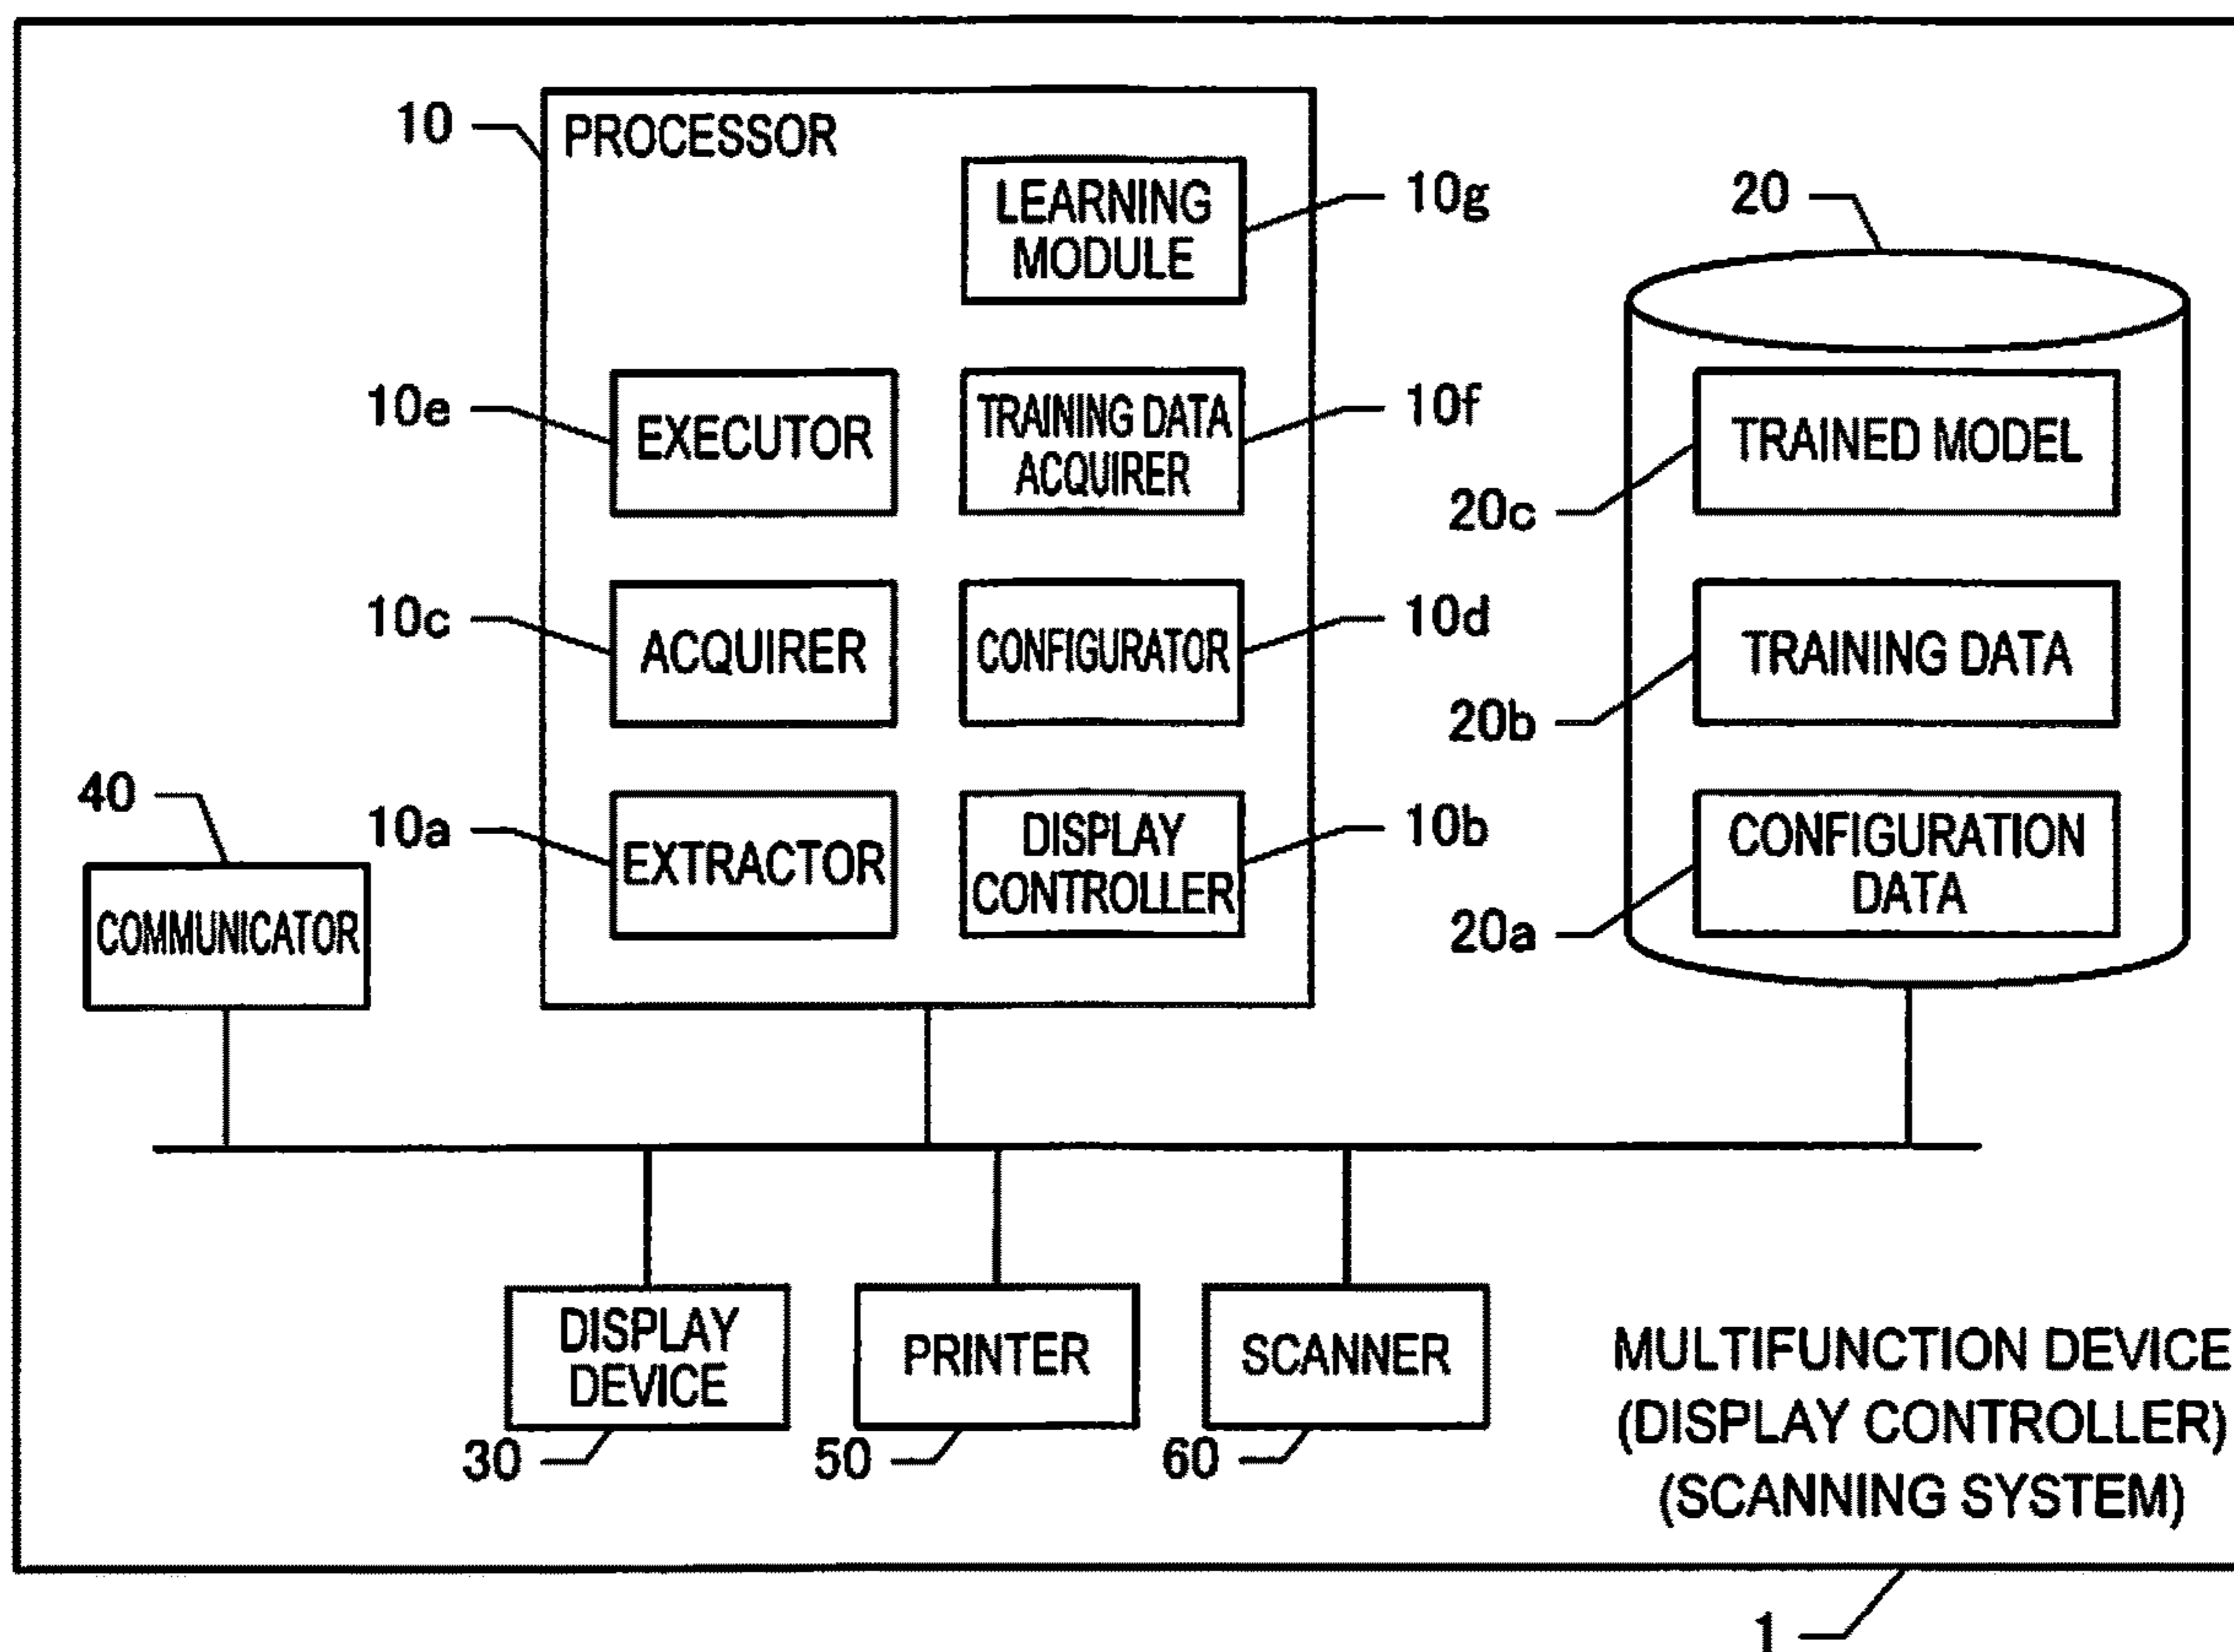 10
PROCESSOR
LEARNING
MODULE
10g
20
10e
EXECUTOR
TRAINING DATA
ACQUIRER
10f
TRAINED MODEL
20c
10c
ACQUIRER
CONFIGURATOR
10d
TRAINING DATA
20b
40
COMMUNICATOR
10a
EXTRACTOR
DISPLAY
CONTROLLER
10b
CONFIGURATION
DATA
20a
DISPLAY
DEVICE
30
PRINTER
50
SCANNER
60
MULTIFUNCTION DEVICE
(DISPLAY CONTROLLER)
(SCANNING SYSTEM)
1